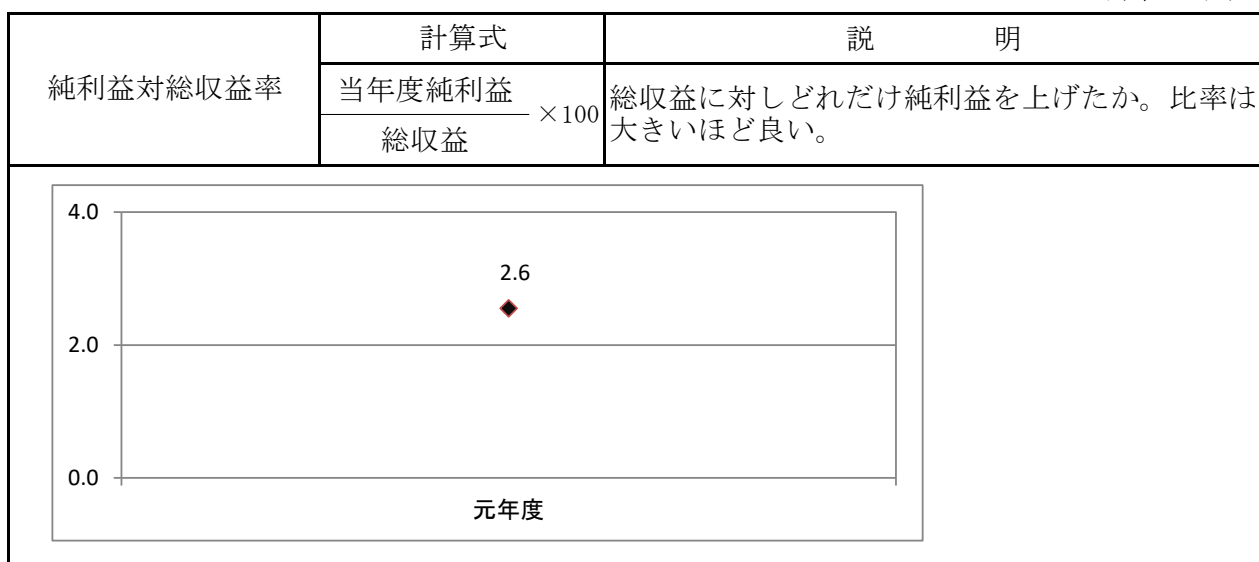 計算式
説 明
純利益対総収益率
当年度純利益
総収益
×100
総収益に対しどれだけ純利益を上げたか。比率は
大きいほど良い。
4.0
2.6
2.0
0.0
元年度